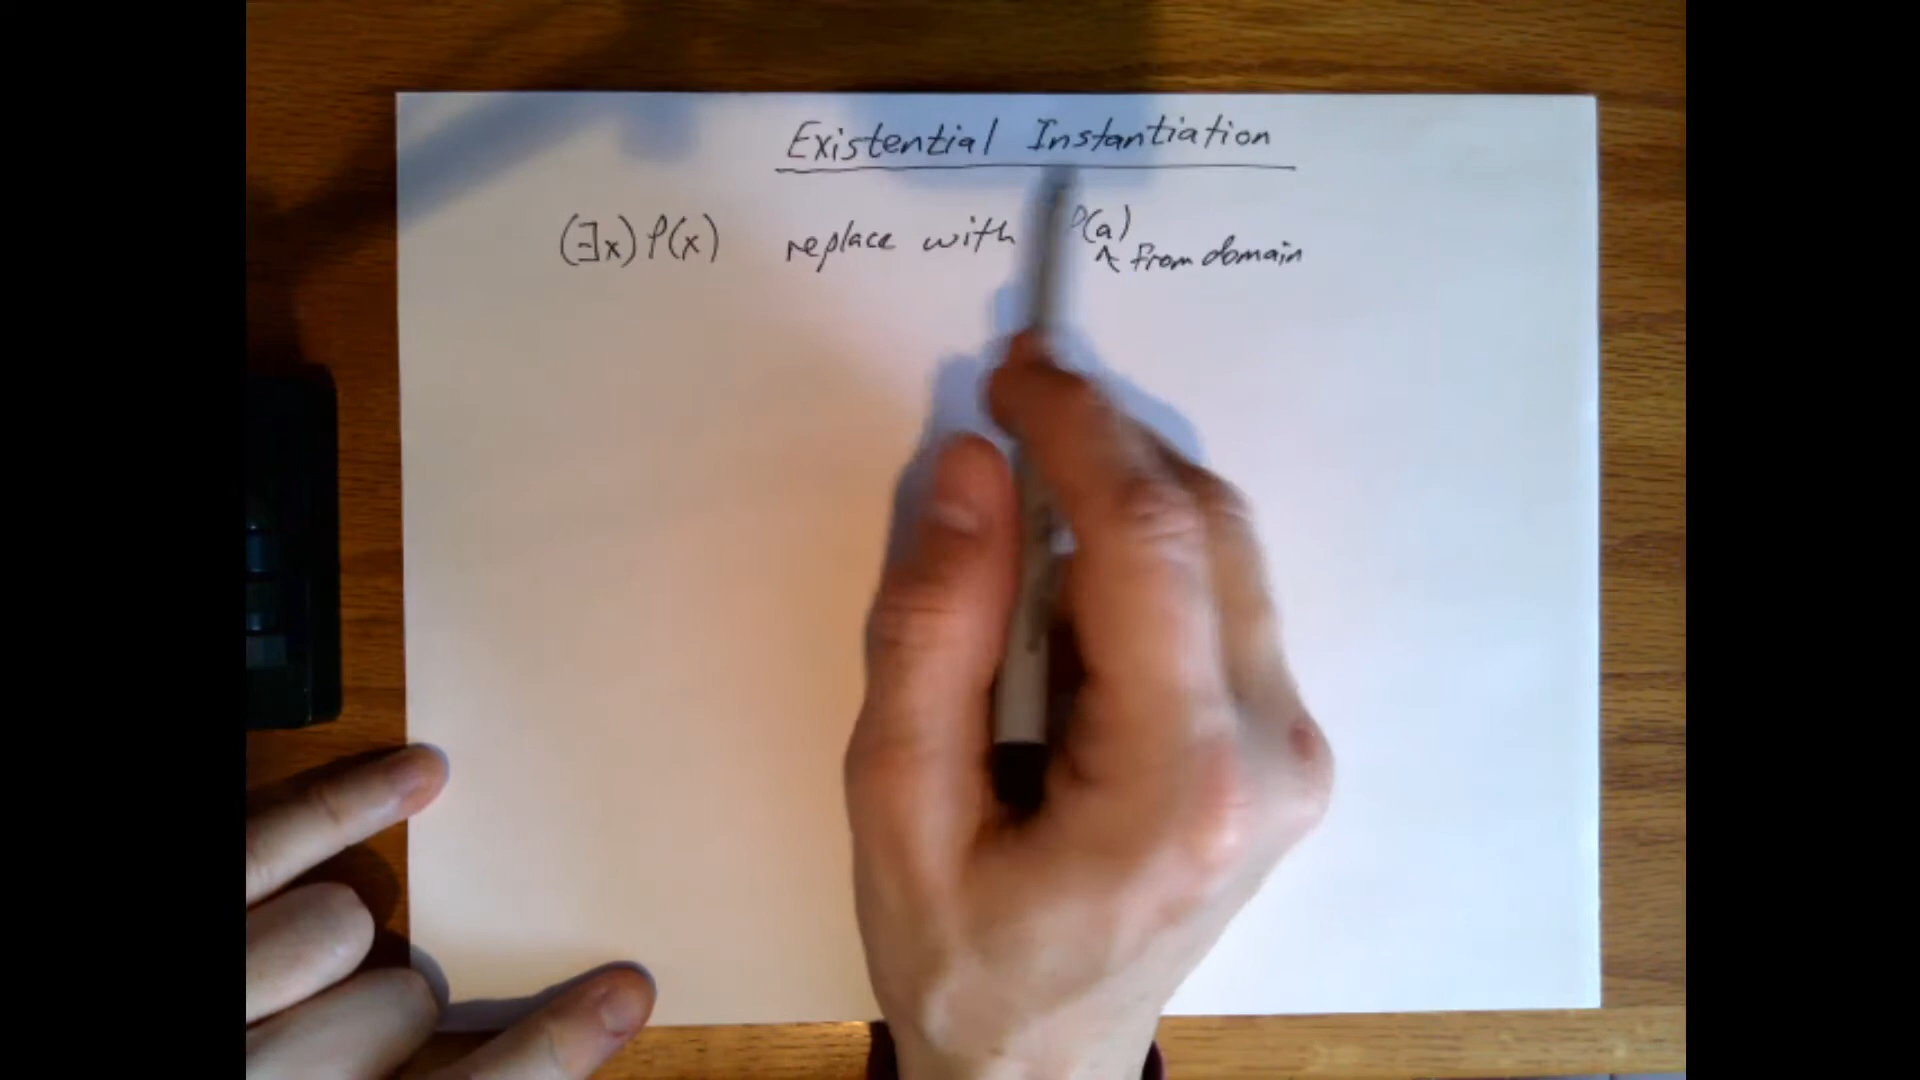 Existential Instantiation
(∃x)P(x) replace with P(a)
↑ from domain